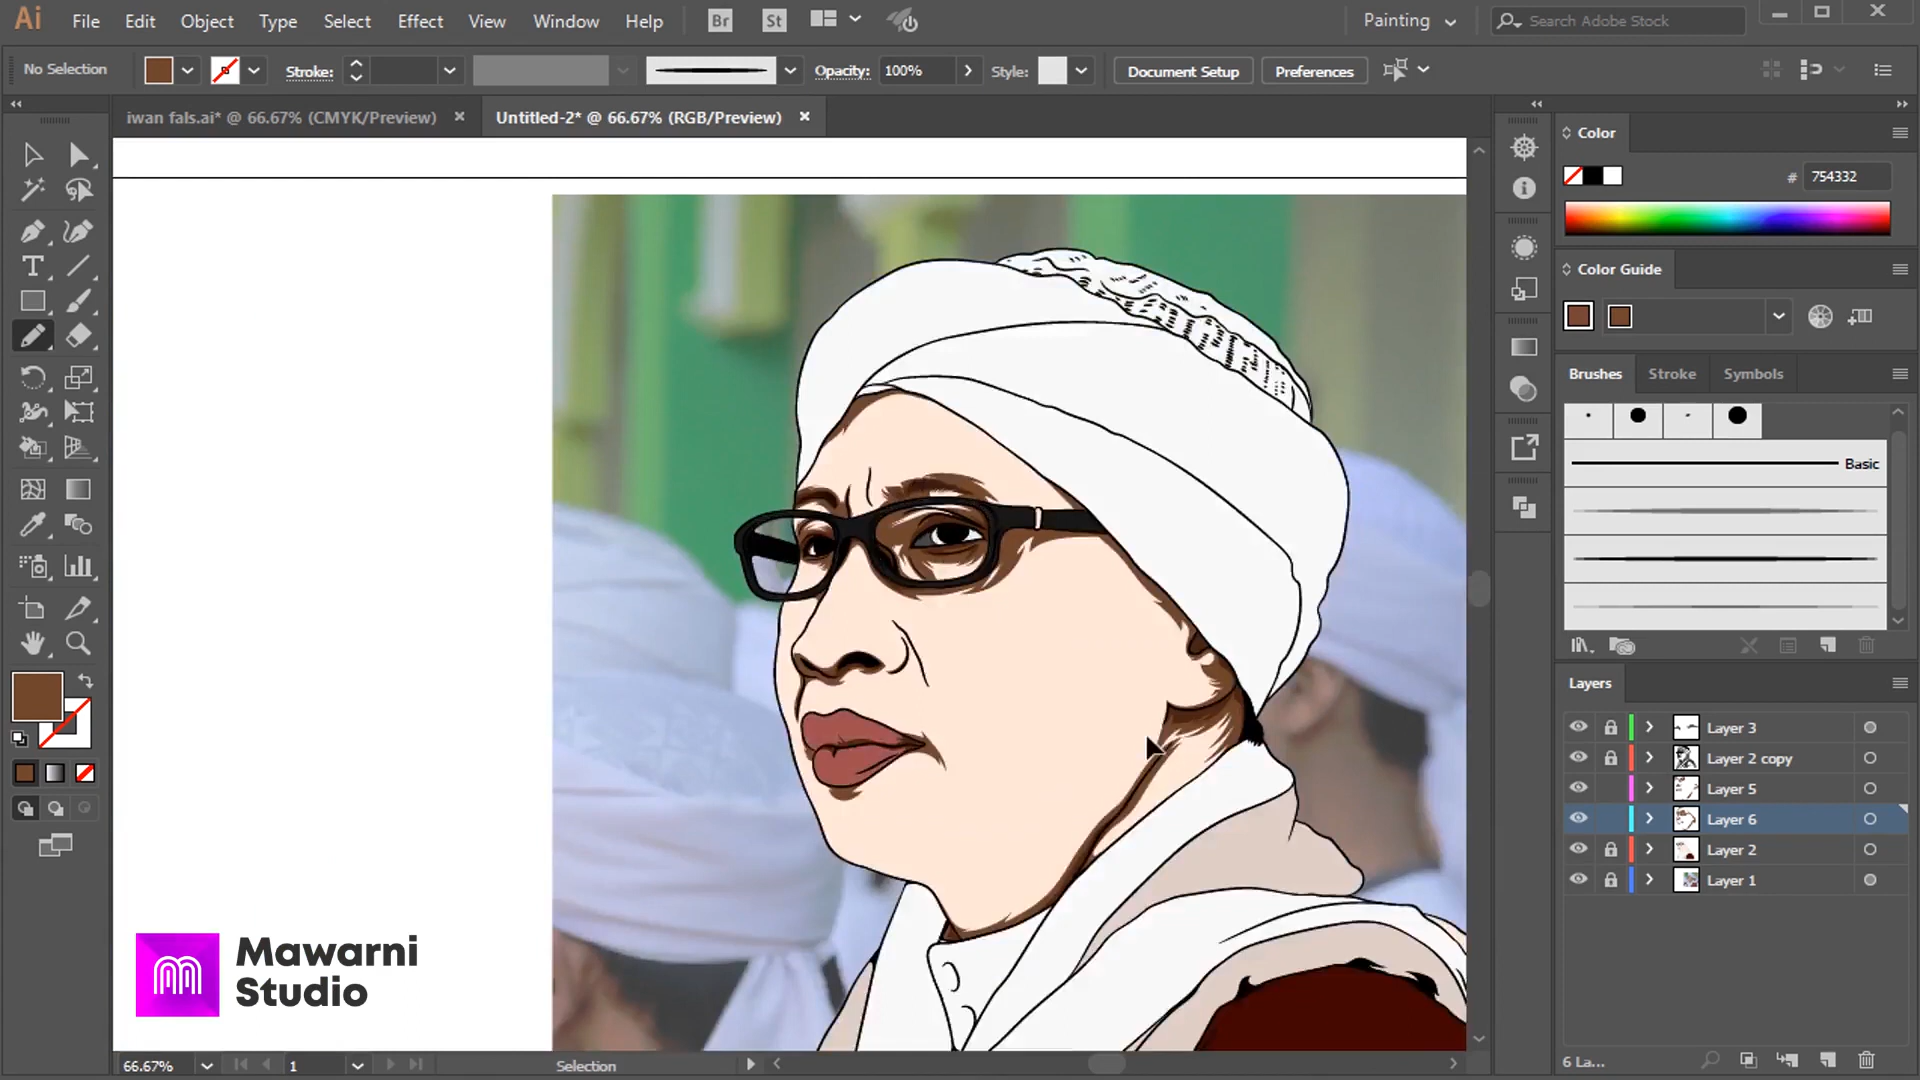 Ai File Edit Object Type Select Effect View Window Help Br St Painting Search Adobe Stock
No Selection Stroke: Opacity: 100% Style: Document Setup Preferences
iwan fals.ai* @ 66.67% (CMYK/Preview) Untitled-2* @ 66.67% (RGB/Preview)
Color
# 754332
Color Guide
Brushes Stroke Symbols
Basic
Layers
Layer 3
Layer 2 copy
Layer 5
Layer 6
Layer 2
Layer 1
Mawarni
Studio
66.67% 1 Selection 6 La...